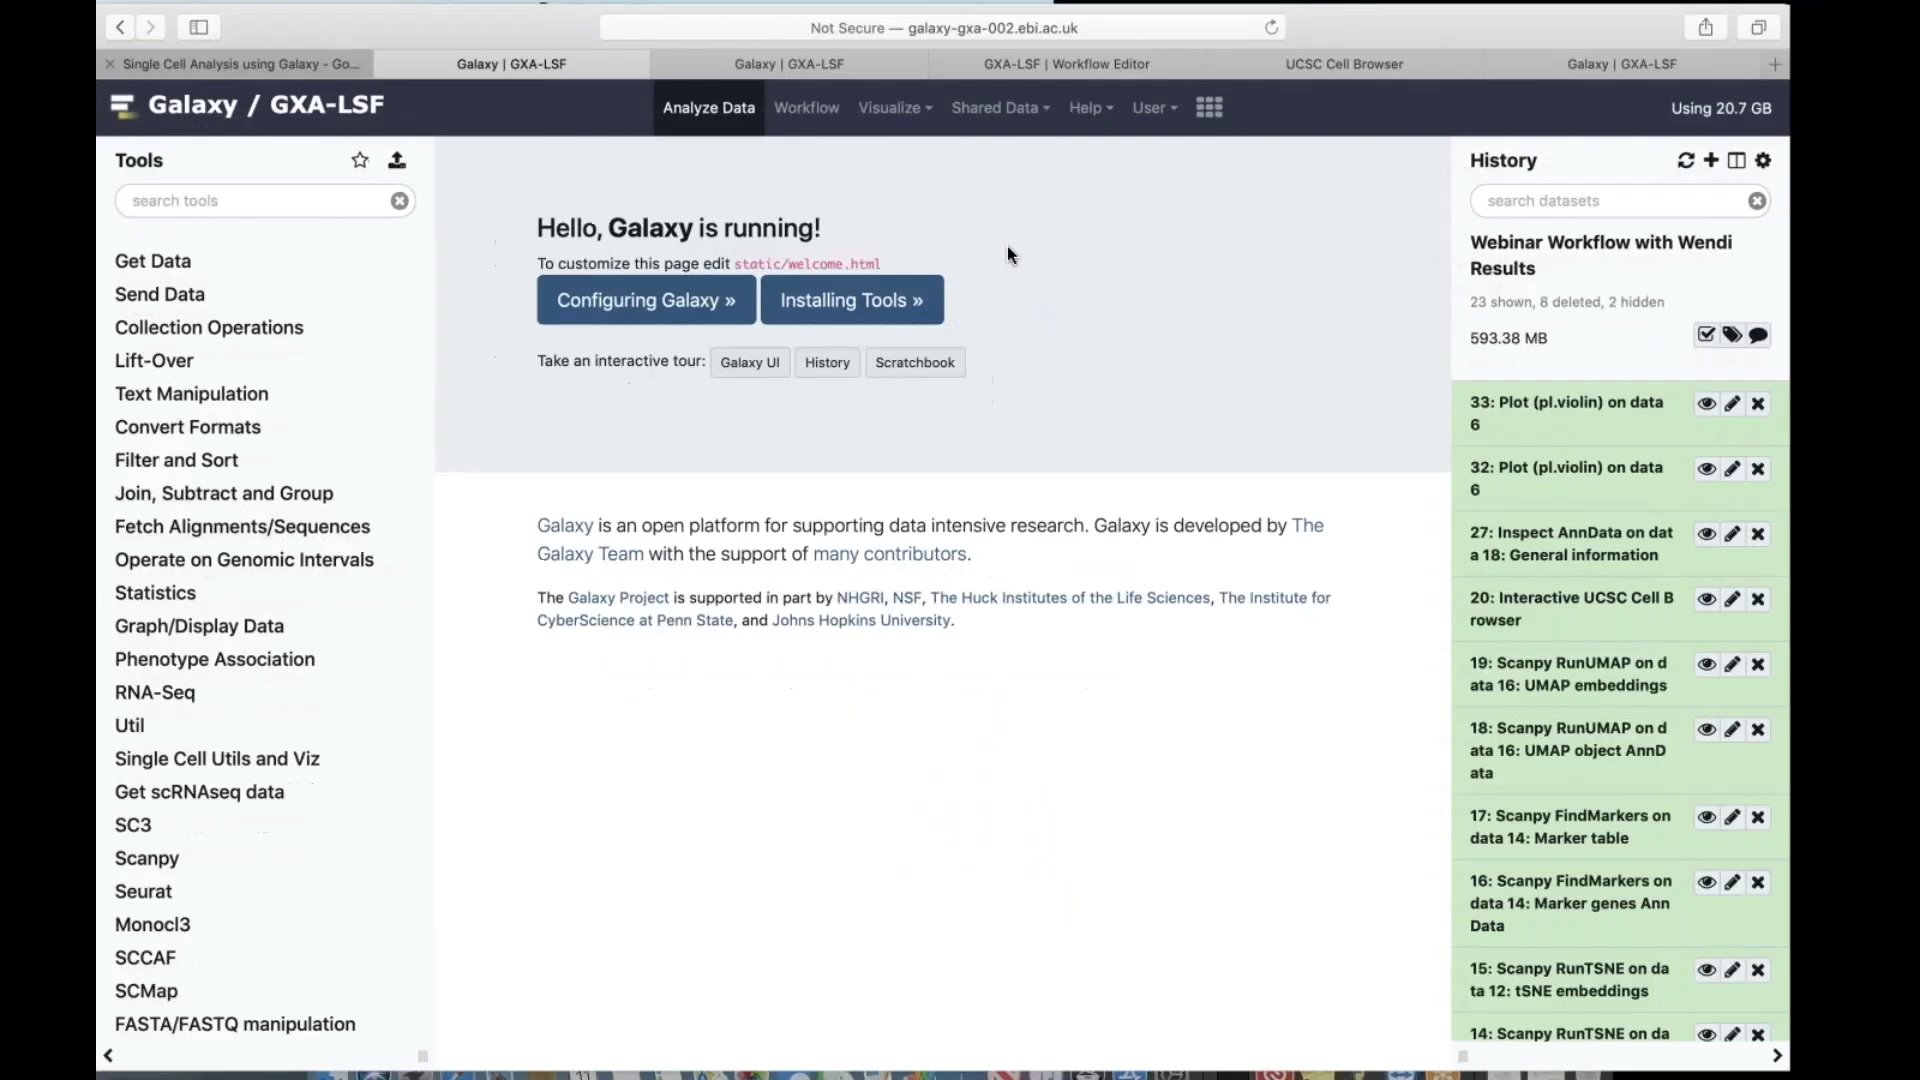 Not Secure — galaxy-gxa-002.ebi.ac.uk
Single Cell Analysis using Galaxy - Go...
Galaxy | GXA-LSF
Galaxy | GXA-LSF
GXA-LSF | Workflow Editor
UCSC Cell Browser
Galaxy | GXA-LSF
Galaxy / GXA-LSF
Analyze Data
Workflow
Visualize
Shared Data
Help
User
Using 20.7 GB
Tools
search tools
Get Data
Send Data
Collection Operations
Lift-Over
Text Manipulation
Convert Formats
Filter and Sort
Join, Subtract and Group
Fetch Alignments/Sequences
Operate on Genomic Intervals
Statistics
Graph/Display Data
Phenotype Association
RNA-Seq
Util
Single Cell Utils and Viz
Get scRNAseq data
SC3
Scanpy
Seurat
Monocl3
SCCAF
SCMap
FASTA/FASTQ manipulation
Hello, Galaxy is running!
To customize this page edit static/welcome.html
Configuring Galaxy »
Installing Tools »
Take an interactive tour: Galaxy UI History Scratchbook
Galaxy is an open platform for supporting data intensive research. Galaxy is developed by The
Galaxy Team with the support of many contributors.
The Galaxy Project is supported in part by NHGRI, NSF, The Huck Institutes of the Life Sciences, The Institute for
CyberScience at Penn State, and Johns Hopkins University.
History
search datasets
Webinar Workflow with Wendi
Results
23 shown, 8 deleted, 2 hidden
593.38 MB
33: Plot (pl.violin) on data
6
32: Plot (pl.violin) on data
6
27: Inspect AnnData on dat
a 18: General information
20: Interactive UCSC Cell B
rowser
19: Scanpy RunUMAP on d
ata 16: UMAP embeddings
18: Scanpy RunUMAP on d
ata 16: UMAP object AnnD
ata
17: Scanpy FindMarkers on
data 14: Marker table
16: Scanpy FindMarkers on
data 14: Marker genes Ann
Data
15: Scanpy RunTSNE on da
ta 12: tSNE embeddings
14: Scanpy RunTSNE on da